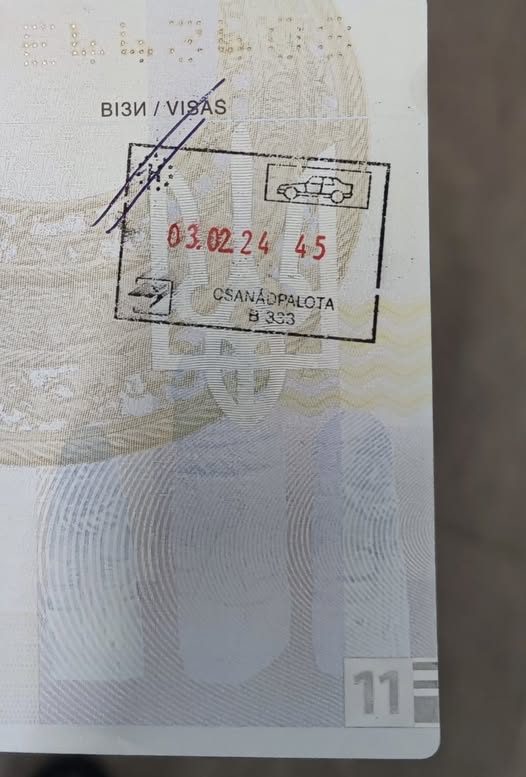 ВІЗИ / VISAS
H
03.02.24 45
CSANÁDPALOTA
B 333
11